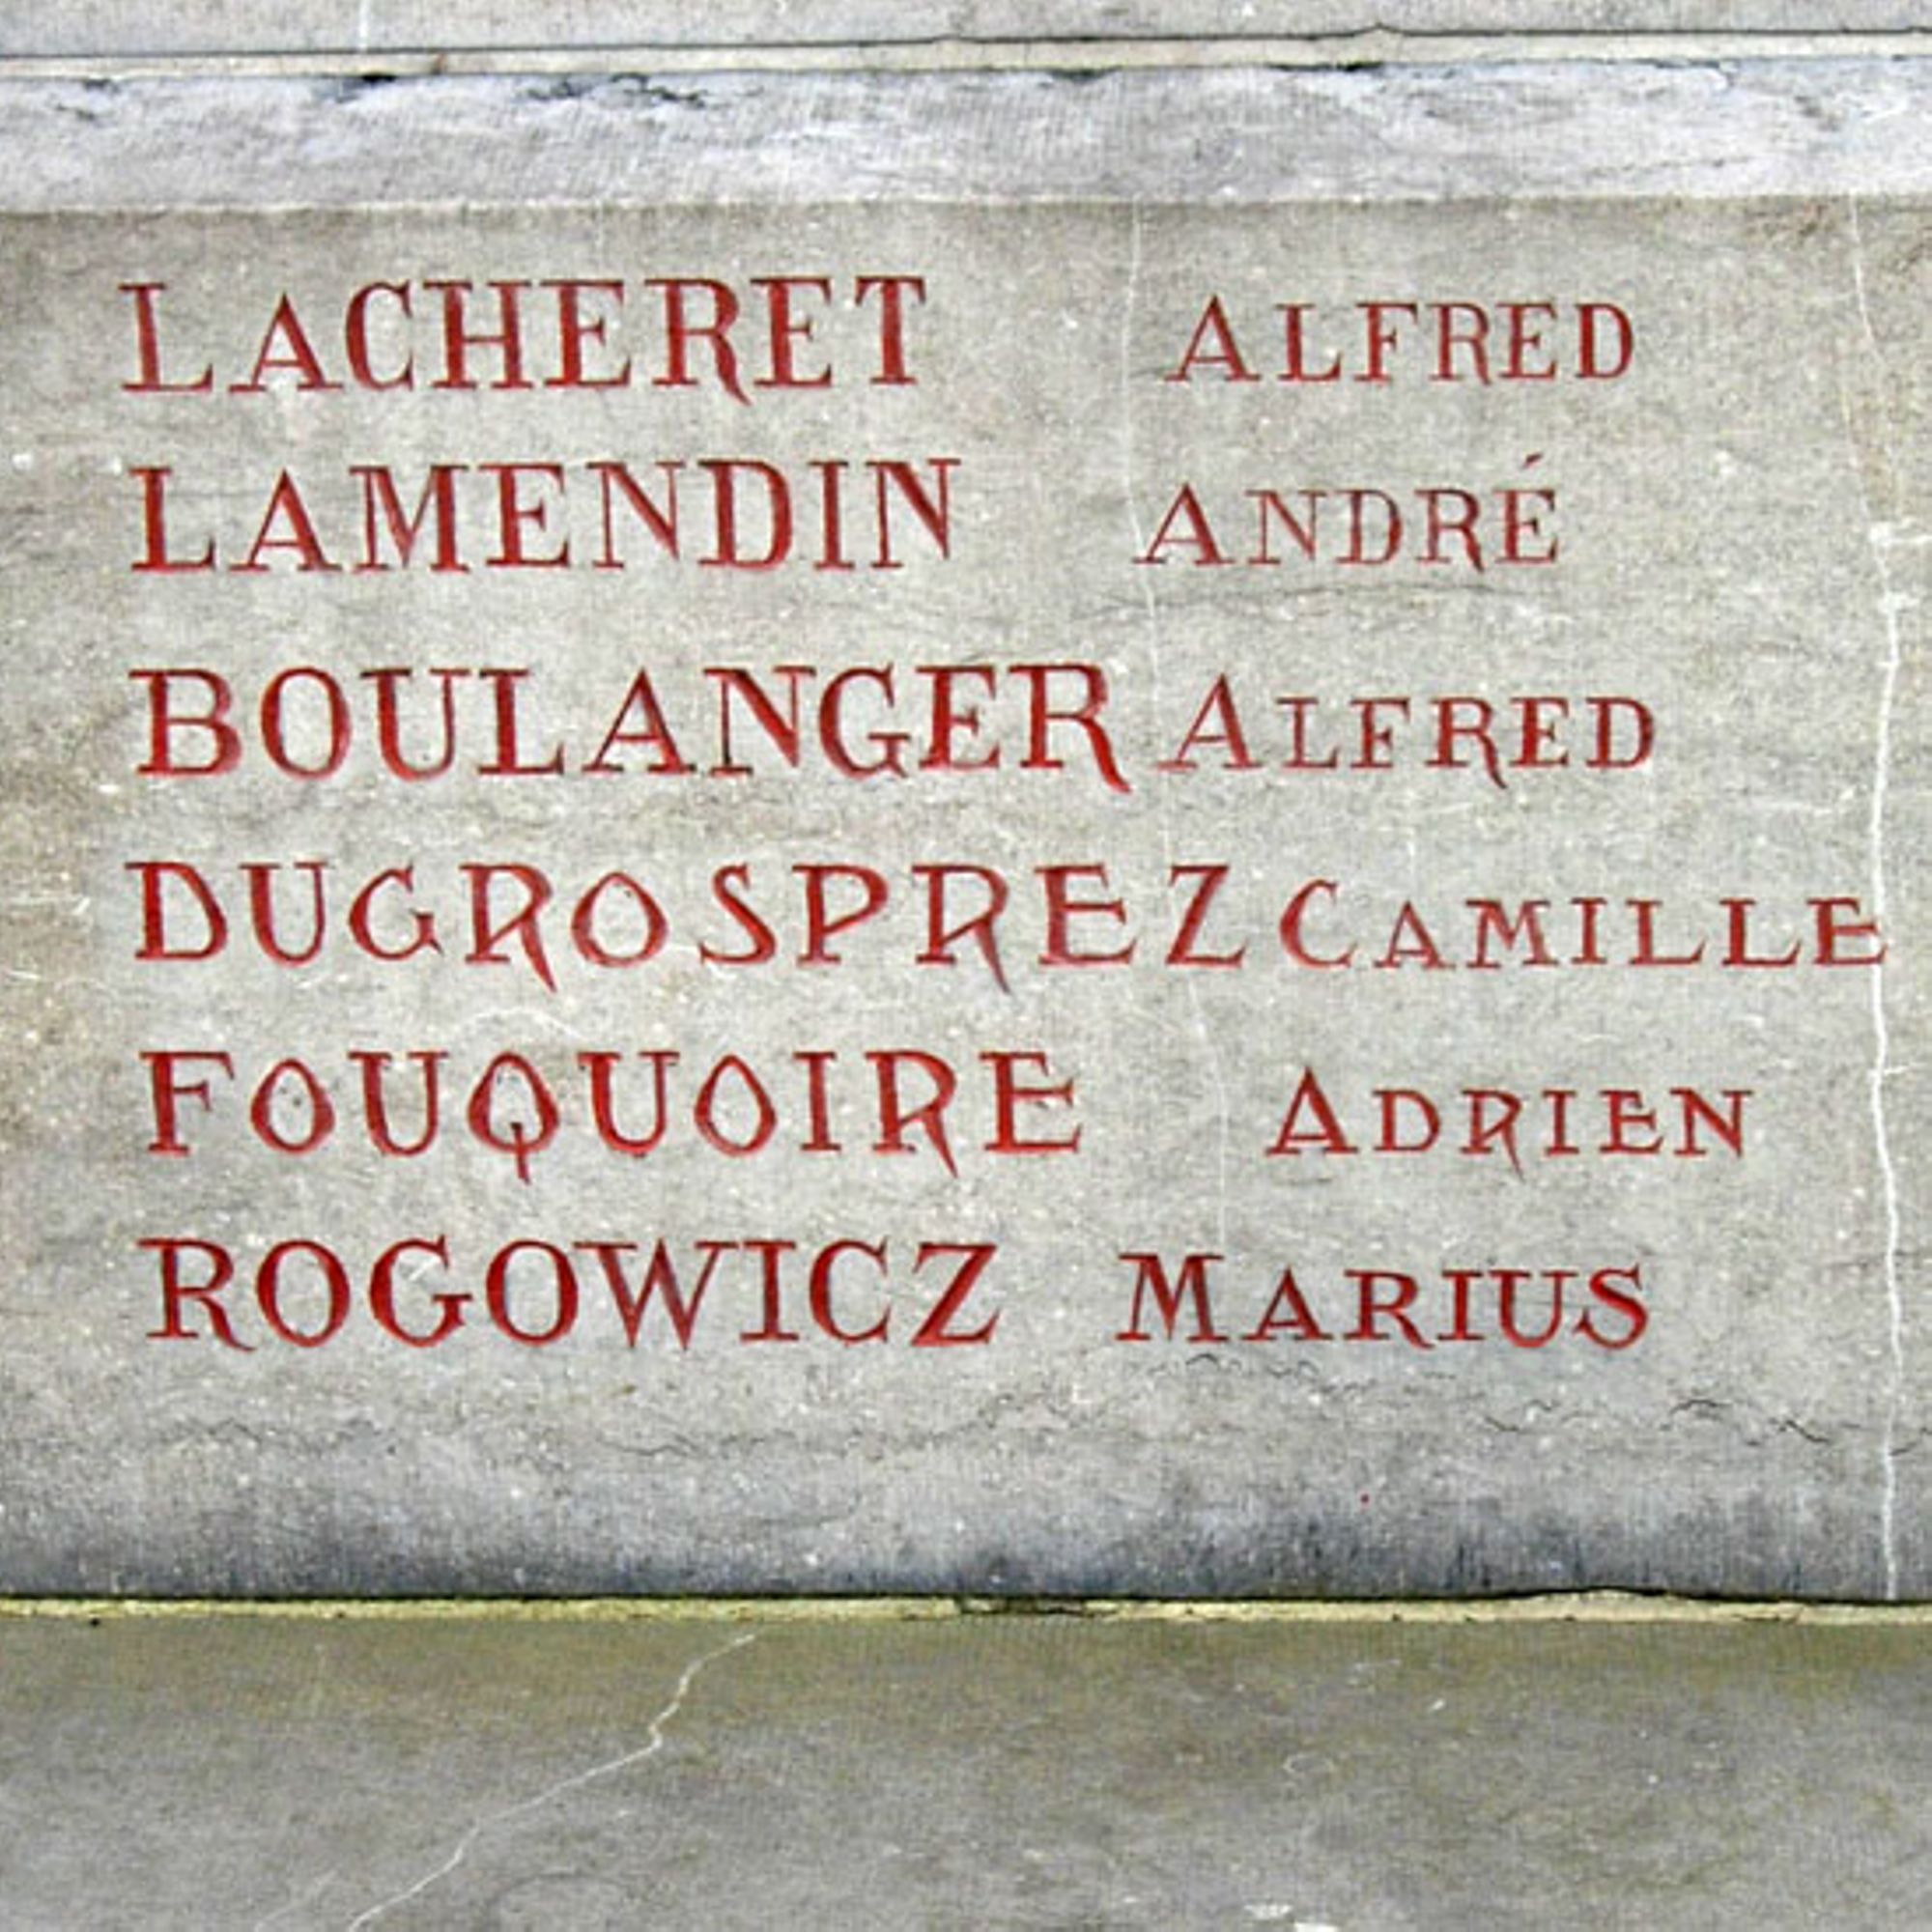 LACHERET ALFRED
LAMENDIN ANDRÉ
BOULANGER ALFRED
DUGROSPREZ CAMILLE
FOUQUOIRE ADRIEN
ROGOWICZ MARIUS